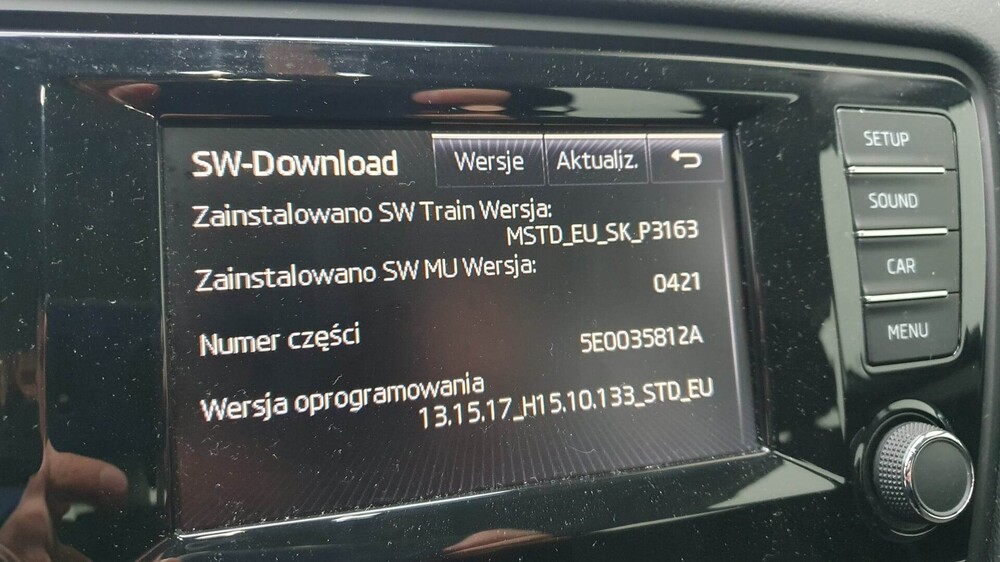 SW-Download
Wersje
Aktualiz.
Zainstalowano SW Train Wersja:
MSTD_EU_SK_P3163
Zainstalowano SW MU Wersja:
0421
Numer części
5E0035812A
Wersja oprogramowania
13.15.17_H15.10.133_STD_EU
SETUP
SOUND
CAR
MENU